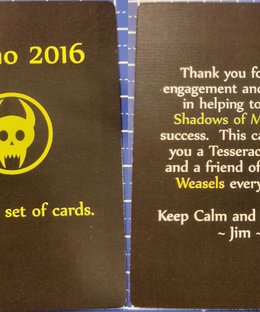 no 2016
set of cards.
Thank you fo
engagement and
in helping to
Shadows of M
success. This ca
you a Tesserac
and a friend of
Weasels every
Keep Calm and
~ Jim ~